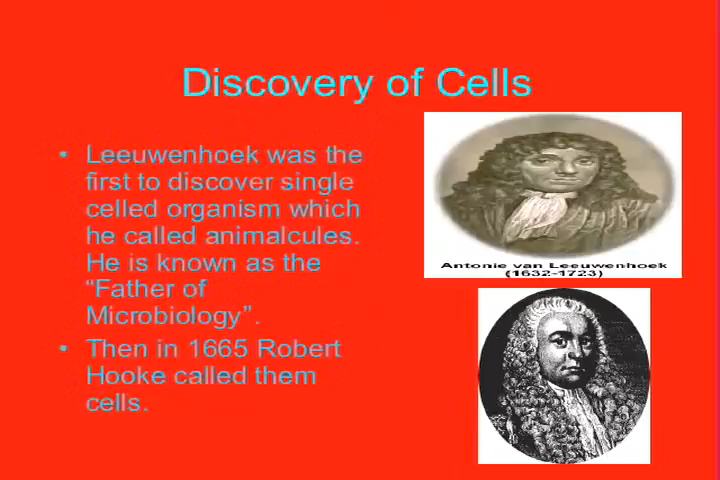 Discovery of Cells
• Leeuwenhoek was the
first to discover single
celled organism which
he called animalcules.
He is known as the
“Father of
Microbiology”.
• Then in 1665 Robert
Hooke called them
cells.
Antonie van Leeuwenhoek
(1632-1723)